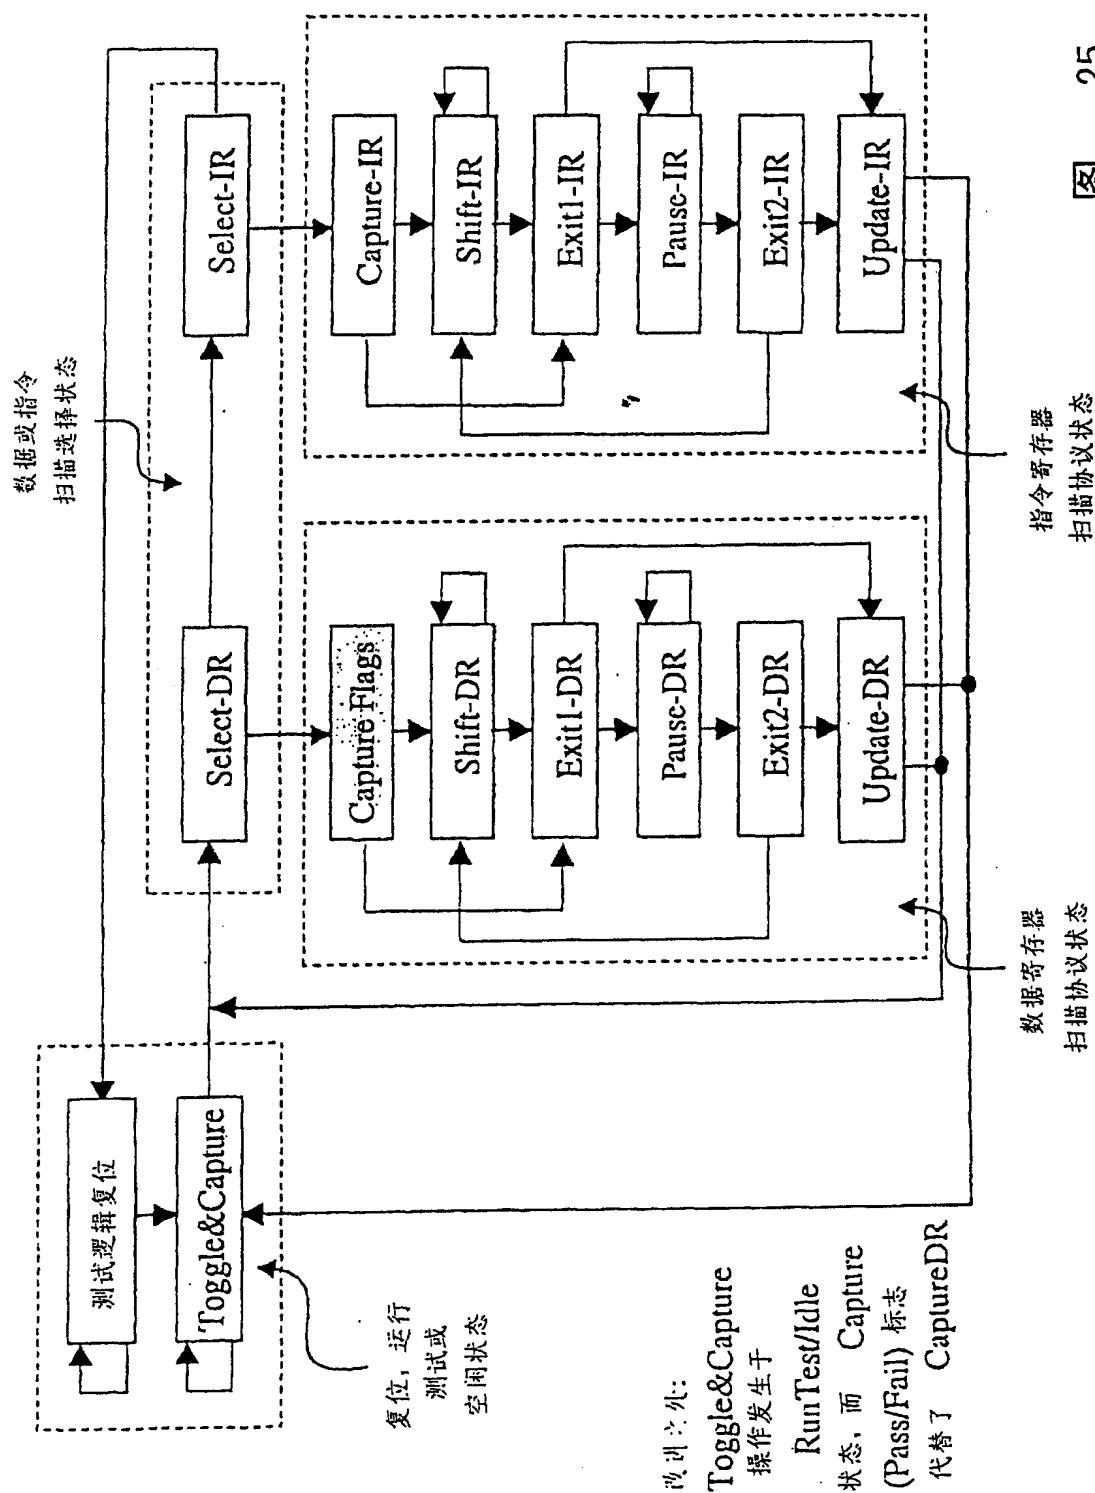 数据或指令
扫描选择状态
Select-DR
Select-IR
测试逻辑复位
Toggle&Capture
复位，运行
测试或
空闲状态
Capture Flags
Shift-DR
Exit1-DR
Pause-DR
Exit2-DR
Update-DR
数据寄存器
扫描协议状态
Capture-IR
Shift-IR
Exit1-IR
Pause-IR
Exit2-IR
Update-IR
指令寄存器
扫描协议状态
改进之处:
Toggle&Capture
操作发生于
RunTest/Idle
状态，而 Capture
(Pass/Fail) 标志
代替了 CaptureDR
图 25